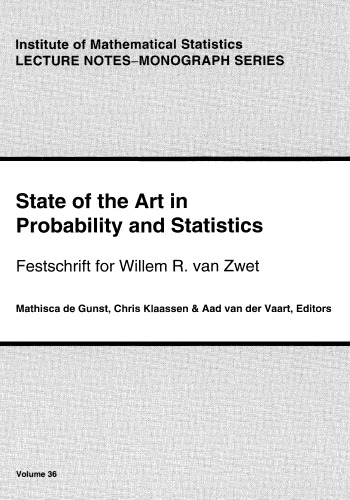 Institute of Mathematical Statistics
LECTURE NOTES–MONOGRAPH SERIES
State of the Art in
Probability and Statistics
Festschrift for Willem R. van Zwet
Mathisca de Gunst, Chris Klaassen & Aad van der Vaart, Editors
Volume 36